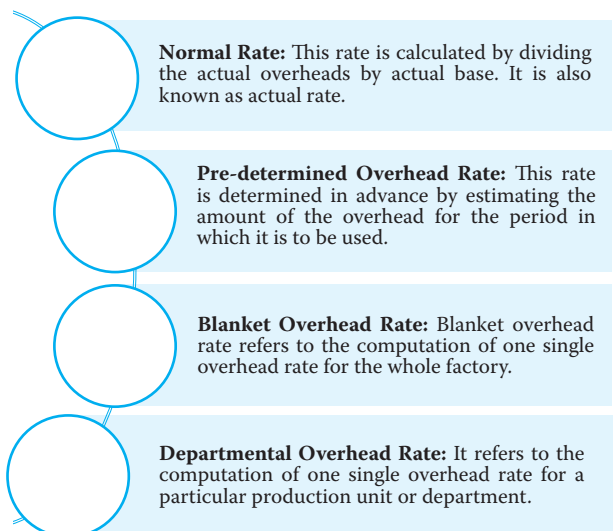 Normal Rate: This rate is calculated by dividing
the actual overheads by actual base. It is also
known as actual rate.
Pre-determined Overhead Rate: This rate
is determined in advance by estimating the
amount of the overhead for the period in
which it is to be used.
Blanket Overhead Rate: Blanket overhead
rate refers to the computation of one single
overhead rate for the whole factory.
Departmental Overhead Rate: It refers to the
computation of one single overhead rate for a
particular production unit or department.